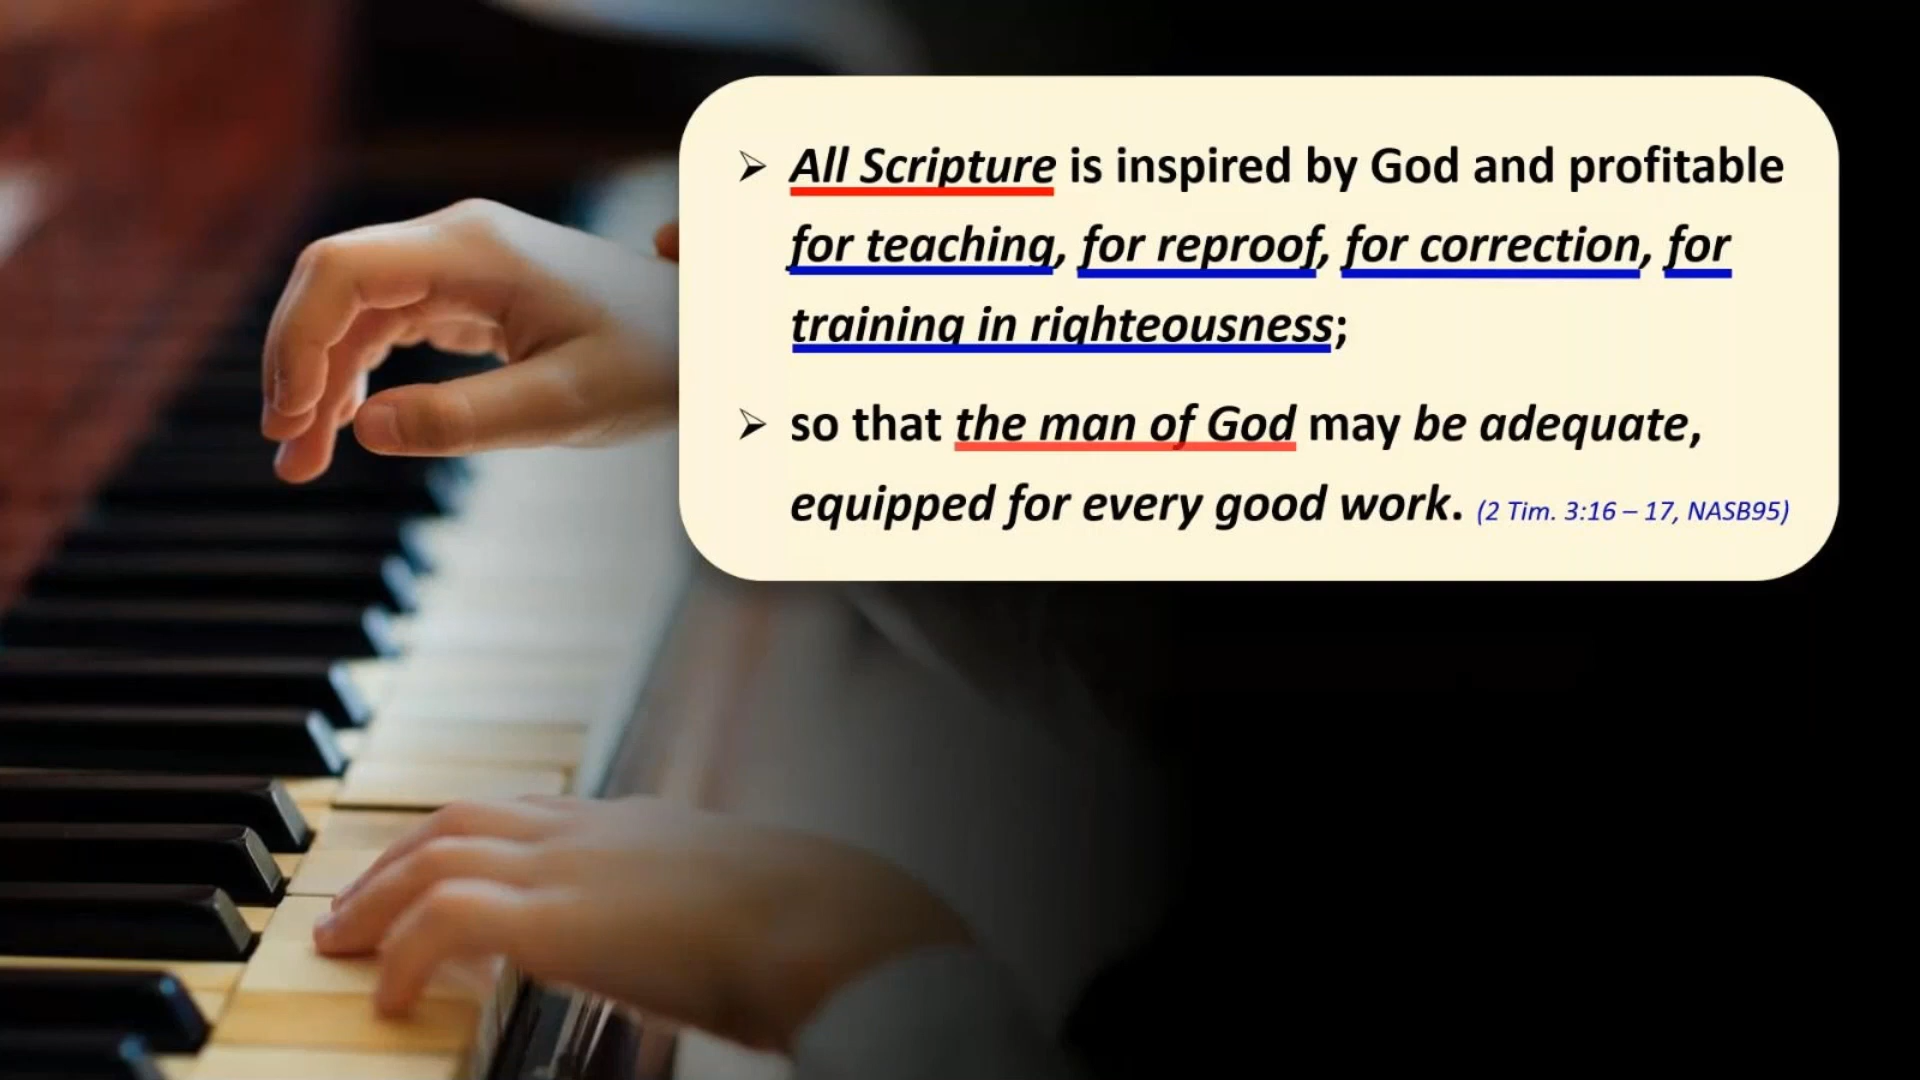 ➢ All Scripture is inspired by God and profitable
for teaching, for reproof, for correction, for
training in righteousness;
➢ so that the man of God may be adequate,
equipped for every good work. (2 Tim. 3:16 – 17, NASB95)